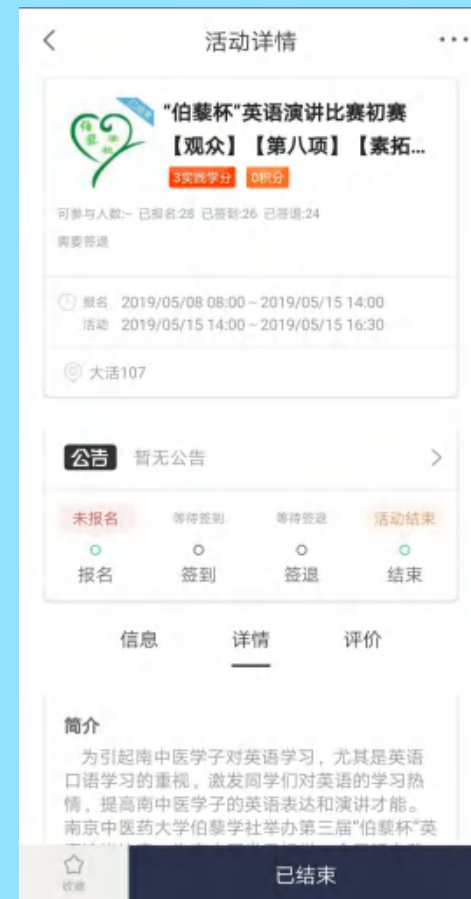 活动详情
已结束
伯藜学社
“伯藜杯”英语演讲比赛初赛
【观众】【第八项】【素拓...
3实践学分 0积分
可参与人数:-- 已报名:28 已签到:26 已签退:24
需要签退
报名 2019/05/08 08:00 ~ 2019/05/15 14:00
活动 2019/05/15 14:00 ~ 2019/05/15 16:30
大活107
公告 暂无公告
未报名 等待签到 等待签退 活动结束
报名 签到 签退 结束
信息 详情 评价
简介
为引起南中医学子对英语学习，尤其是英语
口语学习的重视，激发同学们对英语的学习热
情，提高南中医学子的英语表达和演讲才能。
南京中医药大学伯藜学社举办第三届“伯藜杯”英
收藏
已结束